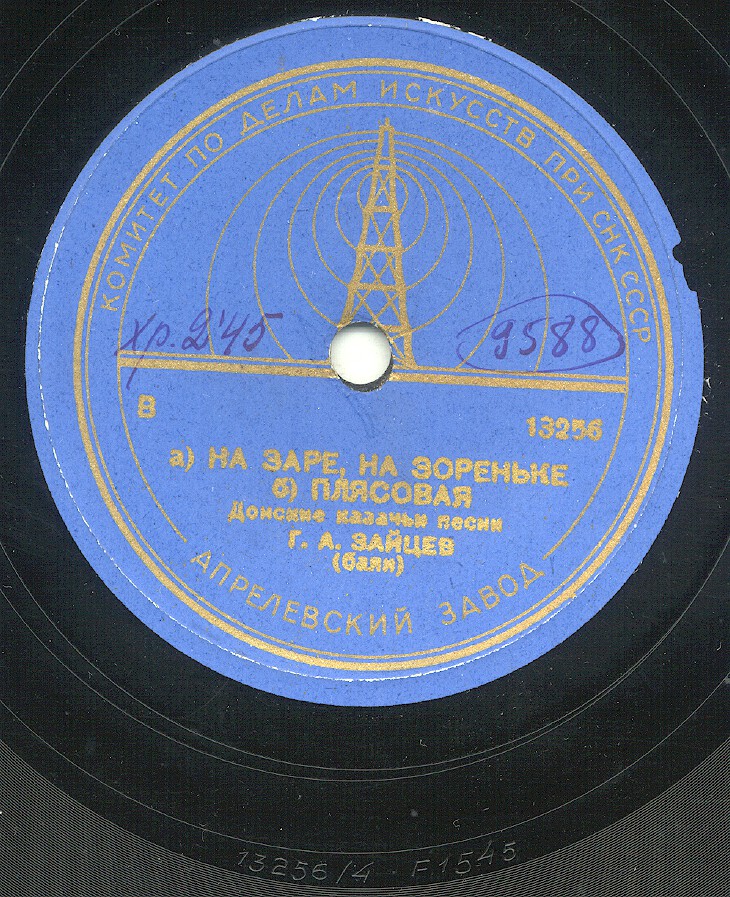 КОМИТЕТ ПО ДЕЛАМ ИСКУССТВ ПРИ СНК СССР
хр. 2'45
9588
В
13256
а) НА ЗАРЕ, НА ЗОРЕНЬКЕ
б) ПЛЯСОВАЯ
Донские казачьи песни
Г. А. ЗАЙЦЕВ
(баян)
АПРЕЛЕВСКИЙ ЗАВОД
13256/4 F1545